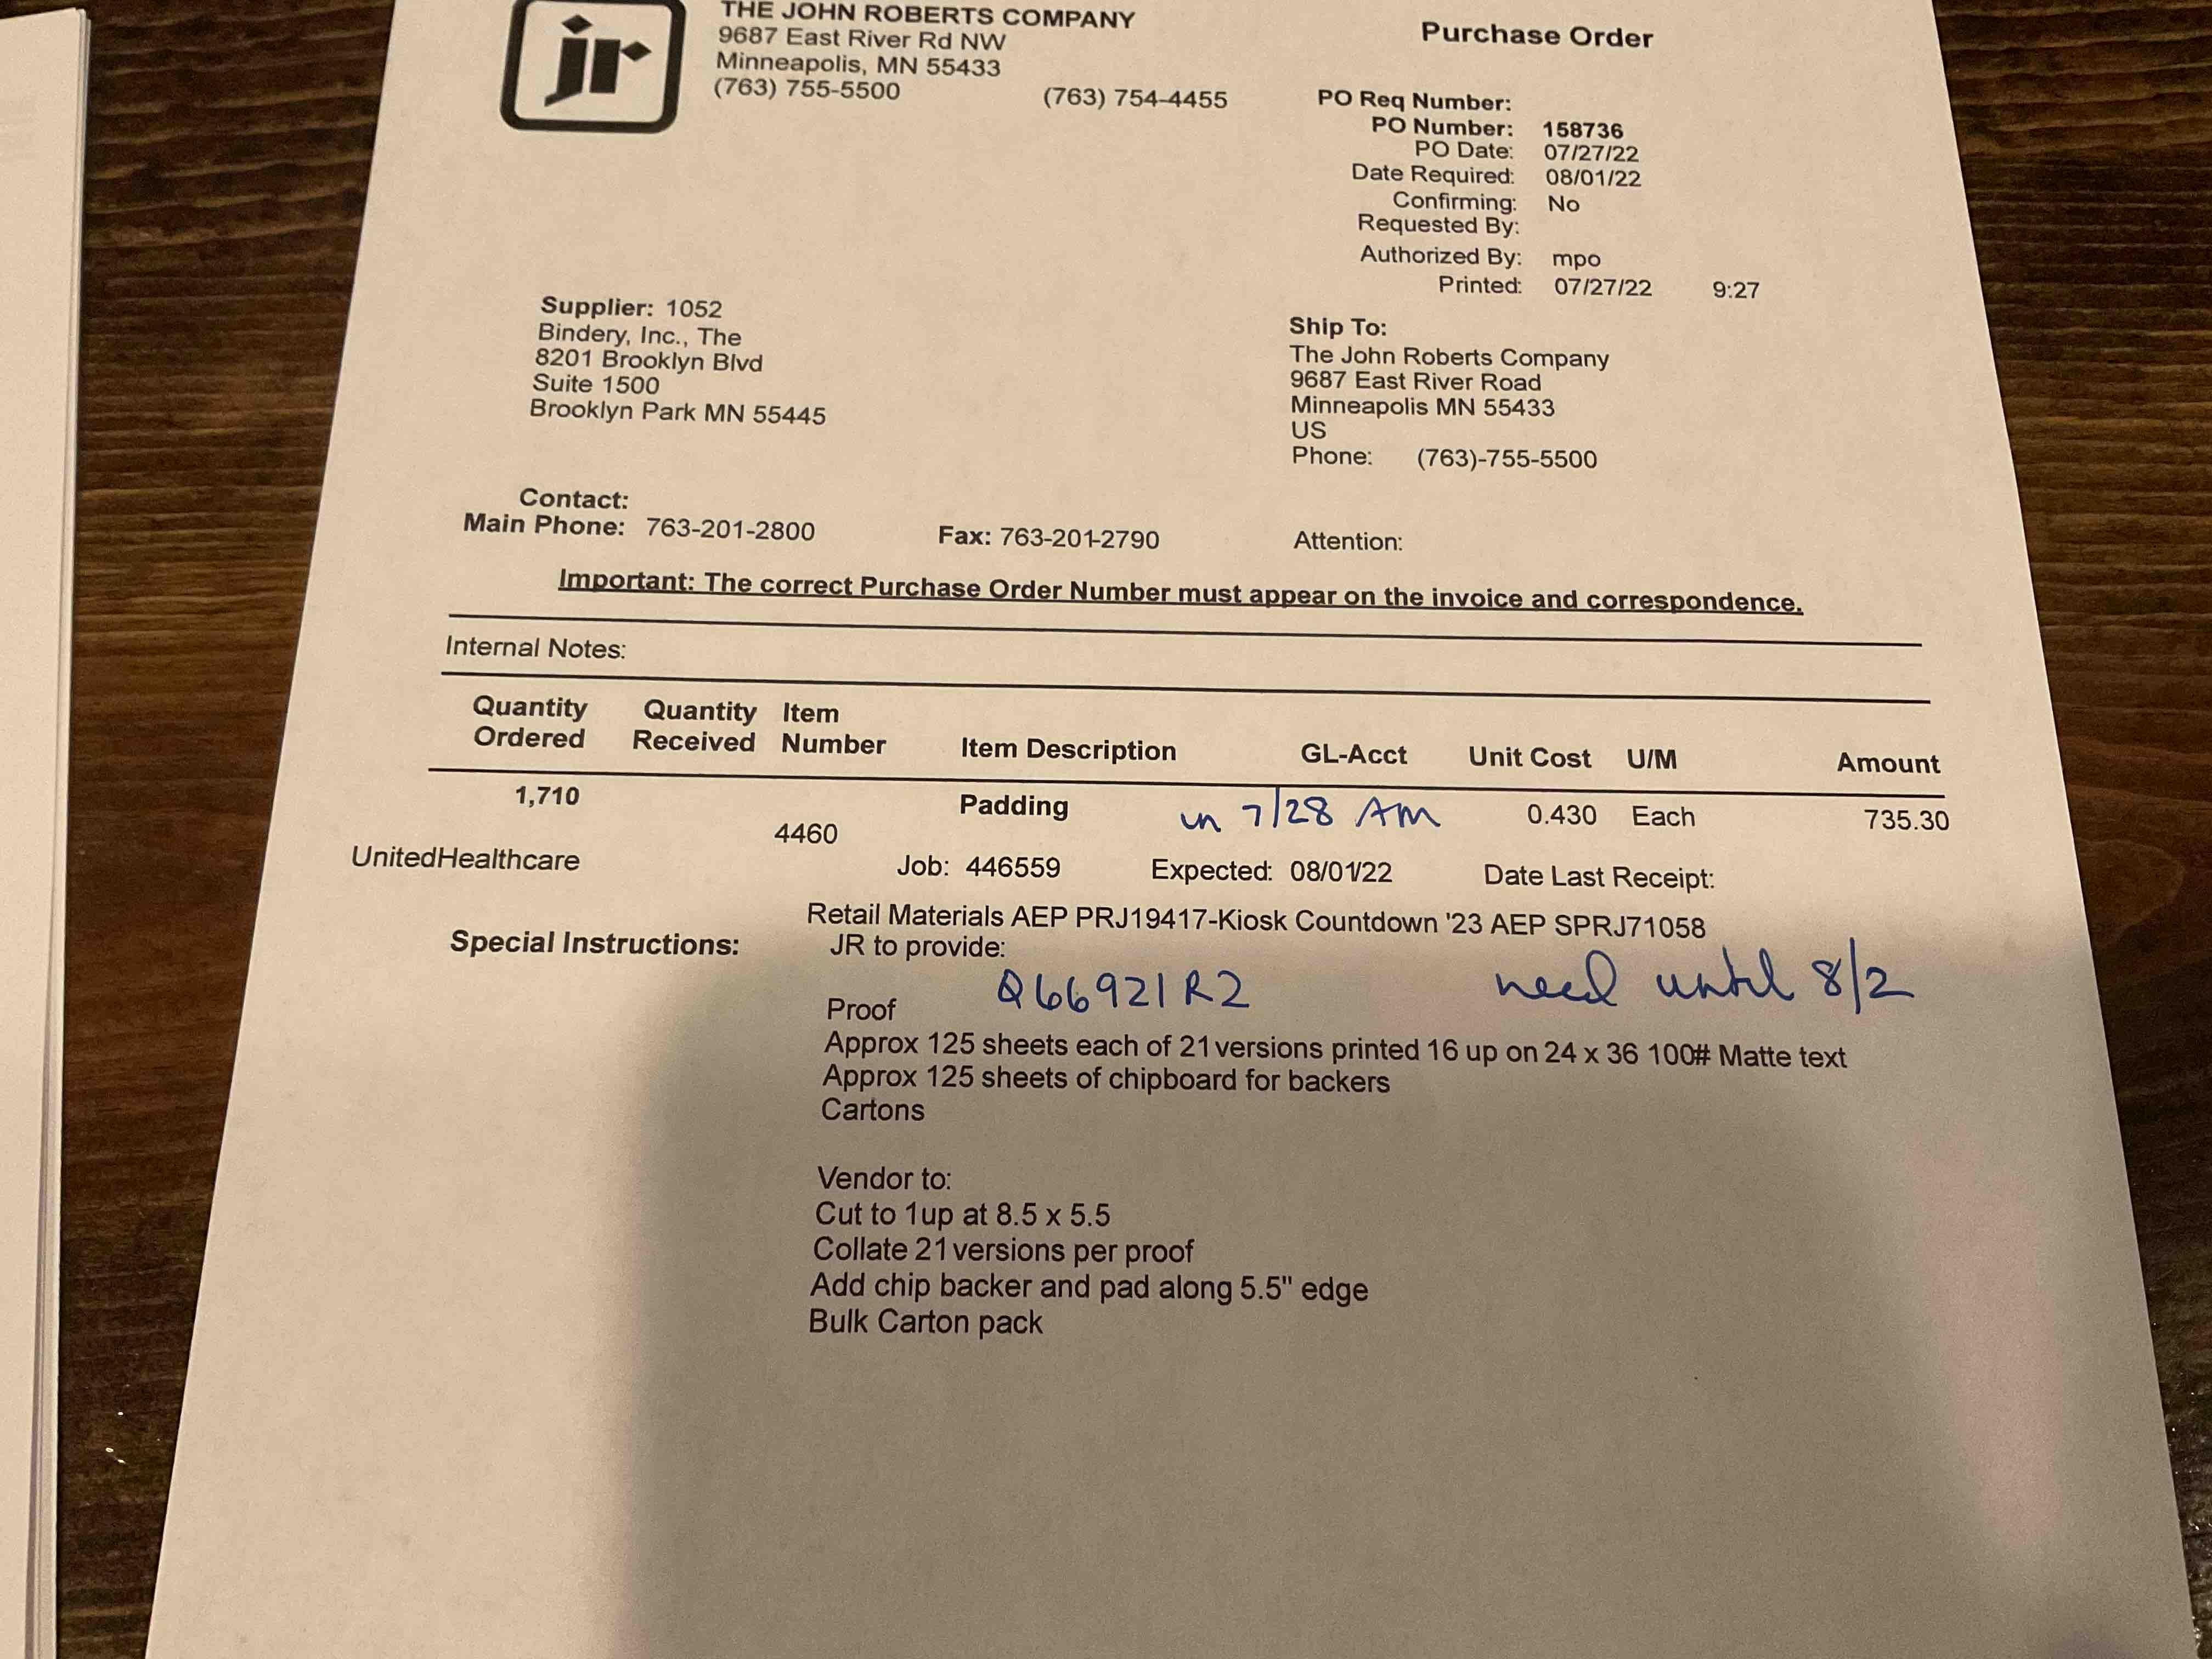 jr
THE JOHN ROBERTS COMPANY
9687 East River Rd NW
Minneapolis, MN 55433
(763) 755-5500 (763) 754-4455
Purchase Order
PO Req Number:
PO Number: 158736
PO Date: 07/27/22
Date Required: 08/01/22
Confirming: No
Requested By:
Authorized By: mpo
Printed: 07/27/22 9:27
Supplier: 1052
Bindery, Inc., The
8201 Brooklyn Blvd
Suite 1500
Brooklyn Park MN 55445
Ship To:
The John Roberts Company
9687 East River Road
Minneapolis MN 55433
US
Phone: (763)-755-5500
Contact:
Main Phone: 763-201-2800 Fax: 763-201-2790 Attention:
Important: The correct Purchase Order Number must appear on the invoice and correspondence.
Internal Notes:
Quantity Ordered Quantity Received Item Number Item Description GL-Acct Unit Cost U/M Amount
1,710 Padding in 7/28 AM 0.430 Each 735.30
4460
UnitedHealthcare Job: 446559 Expected: 08/01/22 Date Last Receipt:
Retail Materials AEP PRJ19417-Kiosk Countdown '23 AEP SPRJ71058
Special Instructions: JR to provide:
Q66921R2 need until 8/2
Proof
Approx 125 sheets each of 21 versions printed 16 up on 24 x 36 100# Matte text
Approx 125 sheets of chipboard for backers
Cartons
Vendor to:
Cut to 1up at 8.5 x 5.5
Collate 21 versions per proof
Add chip backer and pad along 5.5" edge
Bulk Carton pack